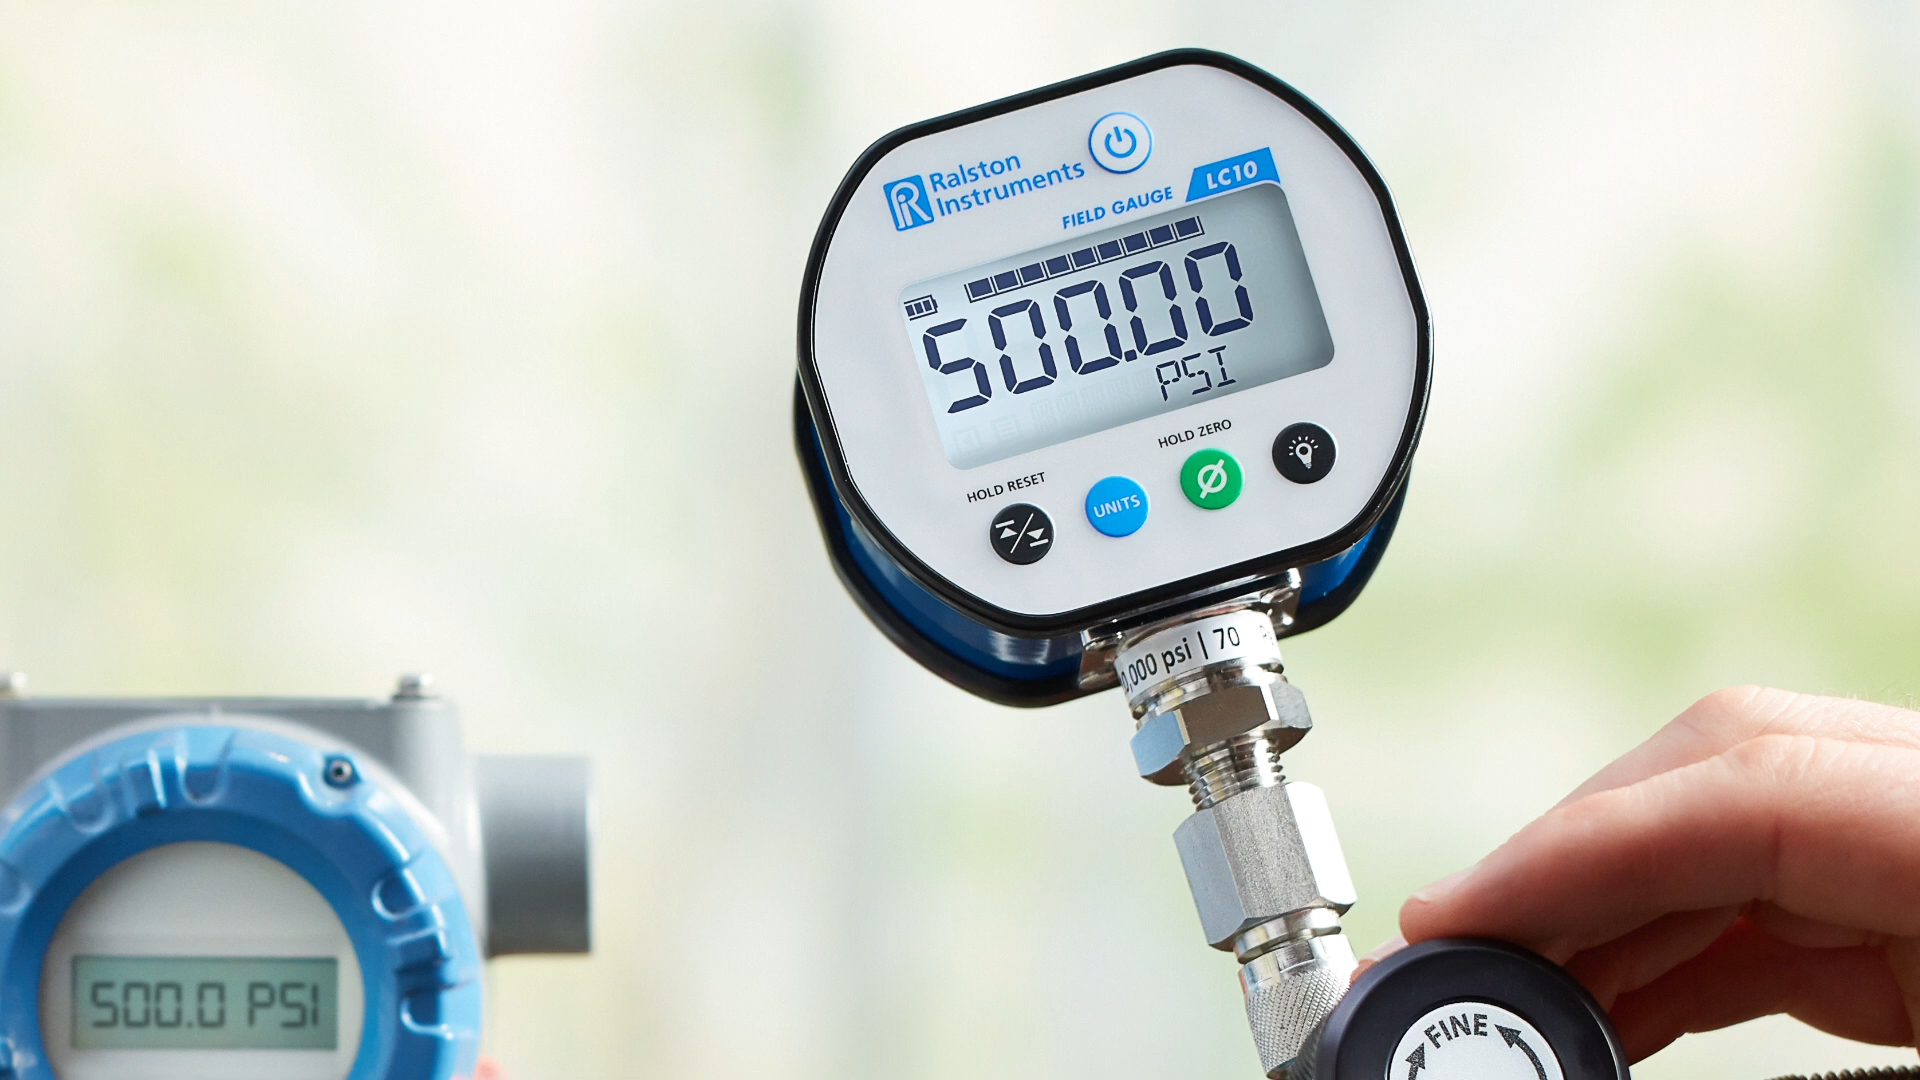 Ralston
Instruments
FIELD GAUGE
LC10
500.00
PSI
HOLD RESET
UNITS
HOLD ZERO
0,000 psi | 70
500.0 PSI
FINE